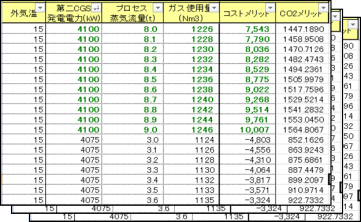 外気温 第二CGS発電電力(kW) プロセス蒸気流量(t) ガス使用量(Nm3) コストメリット CO2メリット
15 4100 8.0 1226 7,543 1447.1890
15 4100 8.1 1228 7,790 1458.9508
15 4100 8.2 1230 8,036 1470.7126
15 4100 8.3 1232 8,282 1482.4743
15 4100 8.4 1234 8,529 1494.2361
15 4100 8.5 1236 8,775 1505.9979
15 4100 8.6 1238 9,022 1517.7596
15 4100 8.7 1240 9,268 1529.5214
15 4100 8.8 1242 9,514 1541.2832
15 4100 8.9 1244 9,761 1553.0450
15 4100 9.0 1246 10,007 1564.8067
15 4075 3.0 1124 -4,803 852.1626
15 4075 3.1 1126 -4,556 863.9243
15 4075 3.2 1128 -4,310 875.6861
15 4075 3.3 1130 -4,064 887.4479
15 4075 3.4 1132 -3,817 899.2097
15 4075 3.5 1133 -3,571 910.9714
15 4075 3.6 1135 -3,324 922.7332
15 4075 3.6 1135 -3,324 922.7332